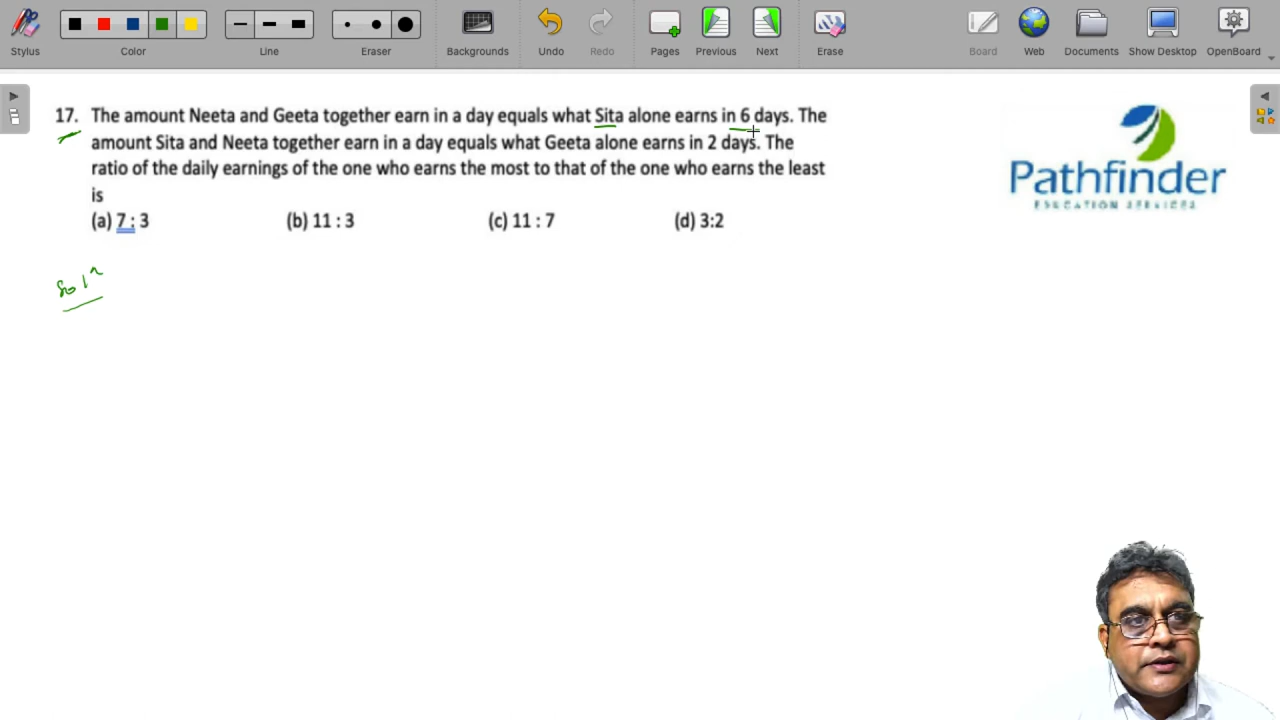 Stylus
Color
Line
Eraser
Backgrounds
Undo
Redo
Pages
Previous
Next
Erase
Board
Web
Documents
Show Desktop
OpenBoard
17. The amount Neeta and Geeta together earn in a day equals what Sita alone earns in 6 days. The
amount Sita and Neeta together earn in a day equals what Geeta alone earns in 2 days. The
ratio of the daily earnings of the one who earns the most to that of the one who earns the least
is
(a) 7 : 3 (b) 11 : 3 (c) 11 : 7 (d) 3:2
Pathfinder
EDUCATION SERVICES
Solⁿ